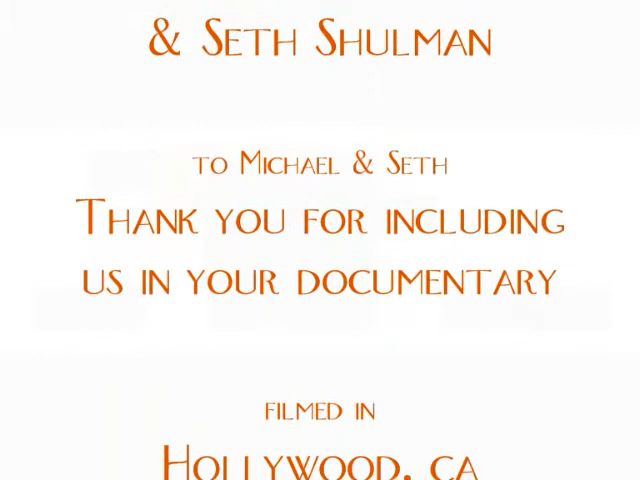 & Seth Shulman
to Michael & Seth
Thank you for including
us in your documentary
filmed in
Hollywood, ca